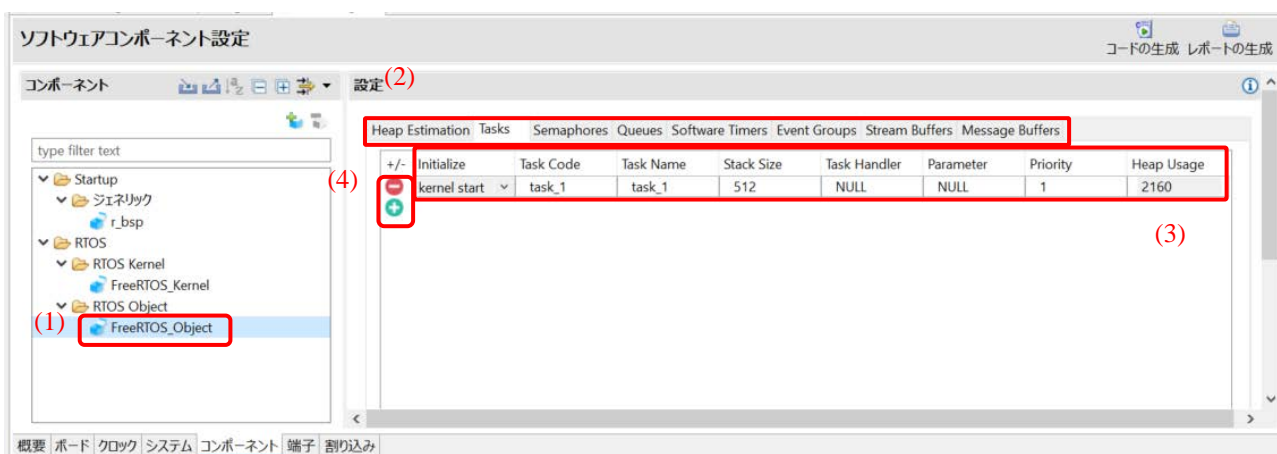 ソフトウェアコンポーネント設定
コードの生成 レポートの生成
コンポーネント
設定
(2)
type filter text
Startup
ジェネリック
r_bsp
RTOS
RTOS Kernel
FreeRTOS_Kernel
RTOS Object
(1)
FreeRTOS_Object
Heap Estimation Tasks Semaphores Queues Software Timers Event Groups Stream Buffers Message Buffers
+/- Initialize Task Code Task Name Stack Size Task Handler Parameter Priority Heap Usage
(4)
kernel start task_1 task_1 512 NULL NULL 1 2160
(3)
概要 ボード クロック システム コンポーネント 端子 割り込み